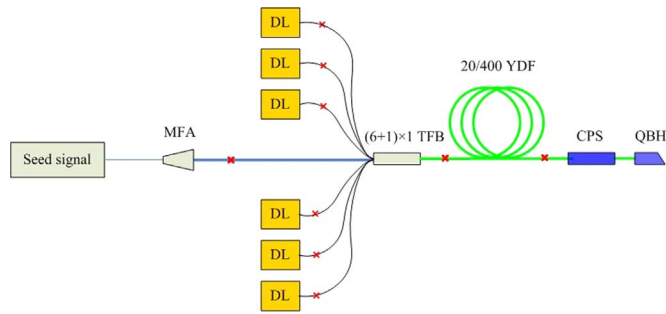 DL
DL
DL
20/400 YDF
MFA
(6+1)×1 TFB
CPS
QBH
Seed signal
DL
DL
DL